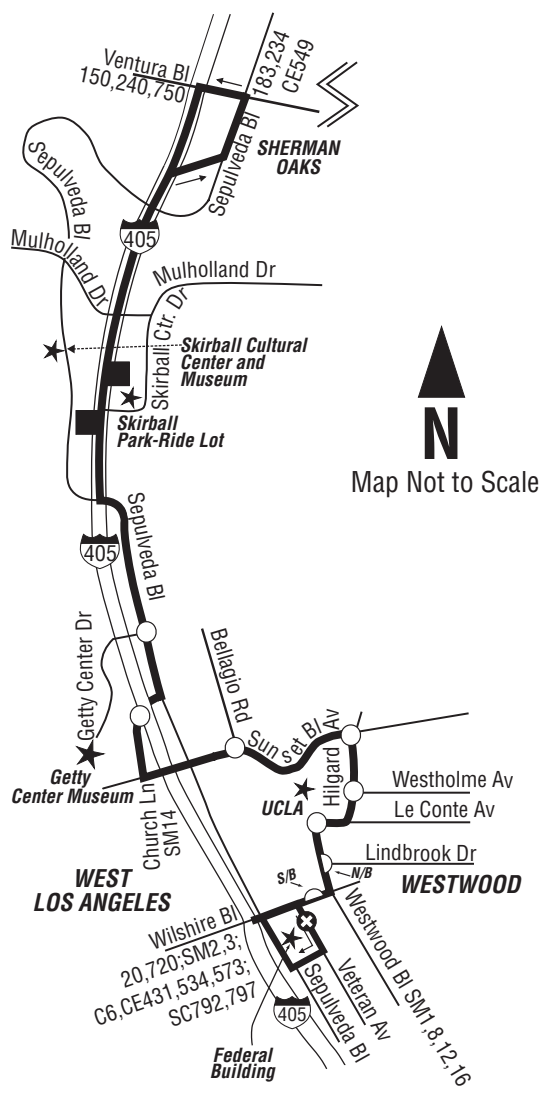 Ventura Bl
150,240,750
183,234
CE549
Sepulveda Bl
SHERMAN
OAKS
Sepulveda Bl
405
Mulholland Dr
Mulholland Dr
Skirball Ctr. Dr
Skirball Cultural
Center and
Museum
Skirball
Park-Ride Lot
N
Map Not to Scale
Sepulveda Bl
405
Getty Center Dr
Bellagio Rd
Sunset Bl
Hilgard Av
Getty
Center Museum
UCLA
Westholme Av
Le Conte Av
Church Ln
SM14
Lindbrook Dr
S/B
N/B
WEST
LOS ANGELES
WESTWOOD
Wilshire Bl
20,720;SM2,3;
C6,CE431,534,573;
SC792,797
Westwood Bl SM1,8,12,16
Veteran Av
Sepulveda Bl
405
Federal
Building